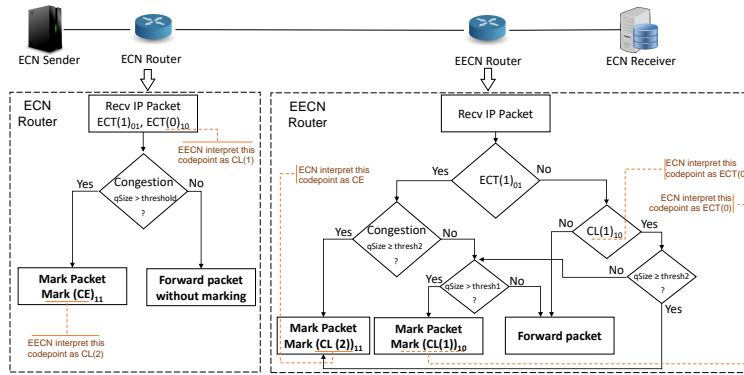 ECN Sender
ECN Router
EECN Router
ECN Receiver
ECN
Router
Recv IP Packet
ECT(1)01, ECT(0)10
EECN interpret this
codepoint as CL(1)
Congestion
qSize > threshold
?
Yes
No
Mark Packet
Mark (CE)11
Forward packet
without marking
EECN interpret this
codepoint as CL(2)
EECN
Router
Recv IP Packet
ECN interpret this
codepoint as CE
ECT(1)01
Yes
No
ECN interpret this
codepoint as ECT(0
ECN interpret this
codepoint as ECT(0)
Congestion
qSize ≥ thresh2
?
Yes
No
CL(1)10
No
Yes
qSize > thresh1
?
Yes
No
qSize ≥ thresh2
?
No
Yes
Mark Packet
Mark (CL (2))11
Mark Packet
Mark (CL(1))10
Forward packet